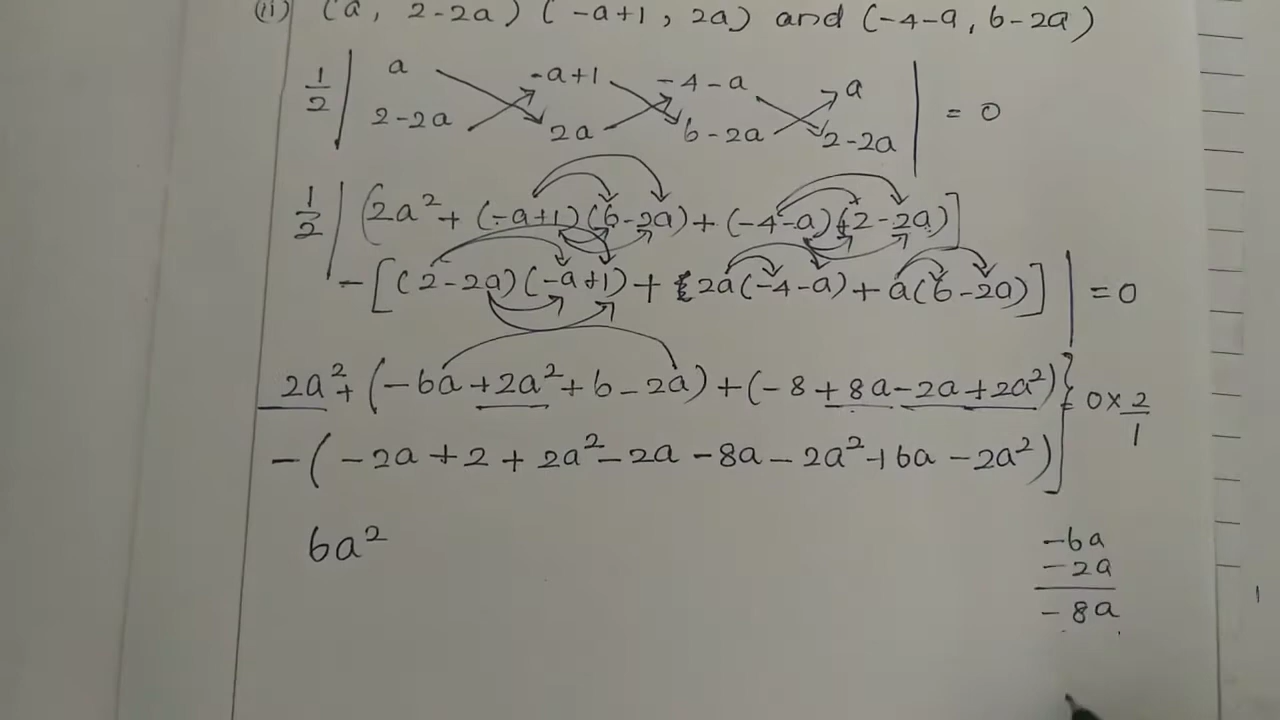 (ii) (a, 2-2a) (-a+1, 2a) and (-4-a, 6-2a)
1/2 | a -a+1 -4-a a | = 0
2-2a 2a 6-2a 2-2a
1/2 | (2a² + (-a+1)(6-2a) + (-4-a)(2-2a)]
-[(2-2a)(-a+1) + 2a(-4-a) + a(6-2a)] | = 0
2a² + (-6a+2a²+6-2a) + (-8+8a-2a+2a²)} = 0 × 2/1
-(-2a+2+2a²-2a-8a-2a²+6a-2a²)]
6a²
-6a
-2a
-8a